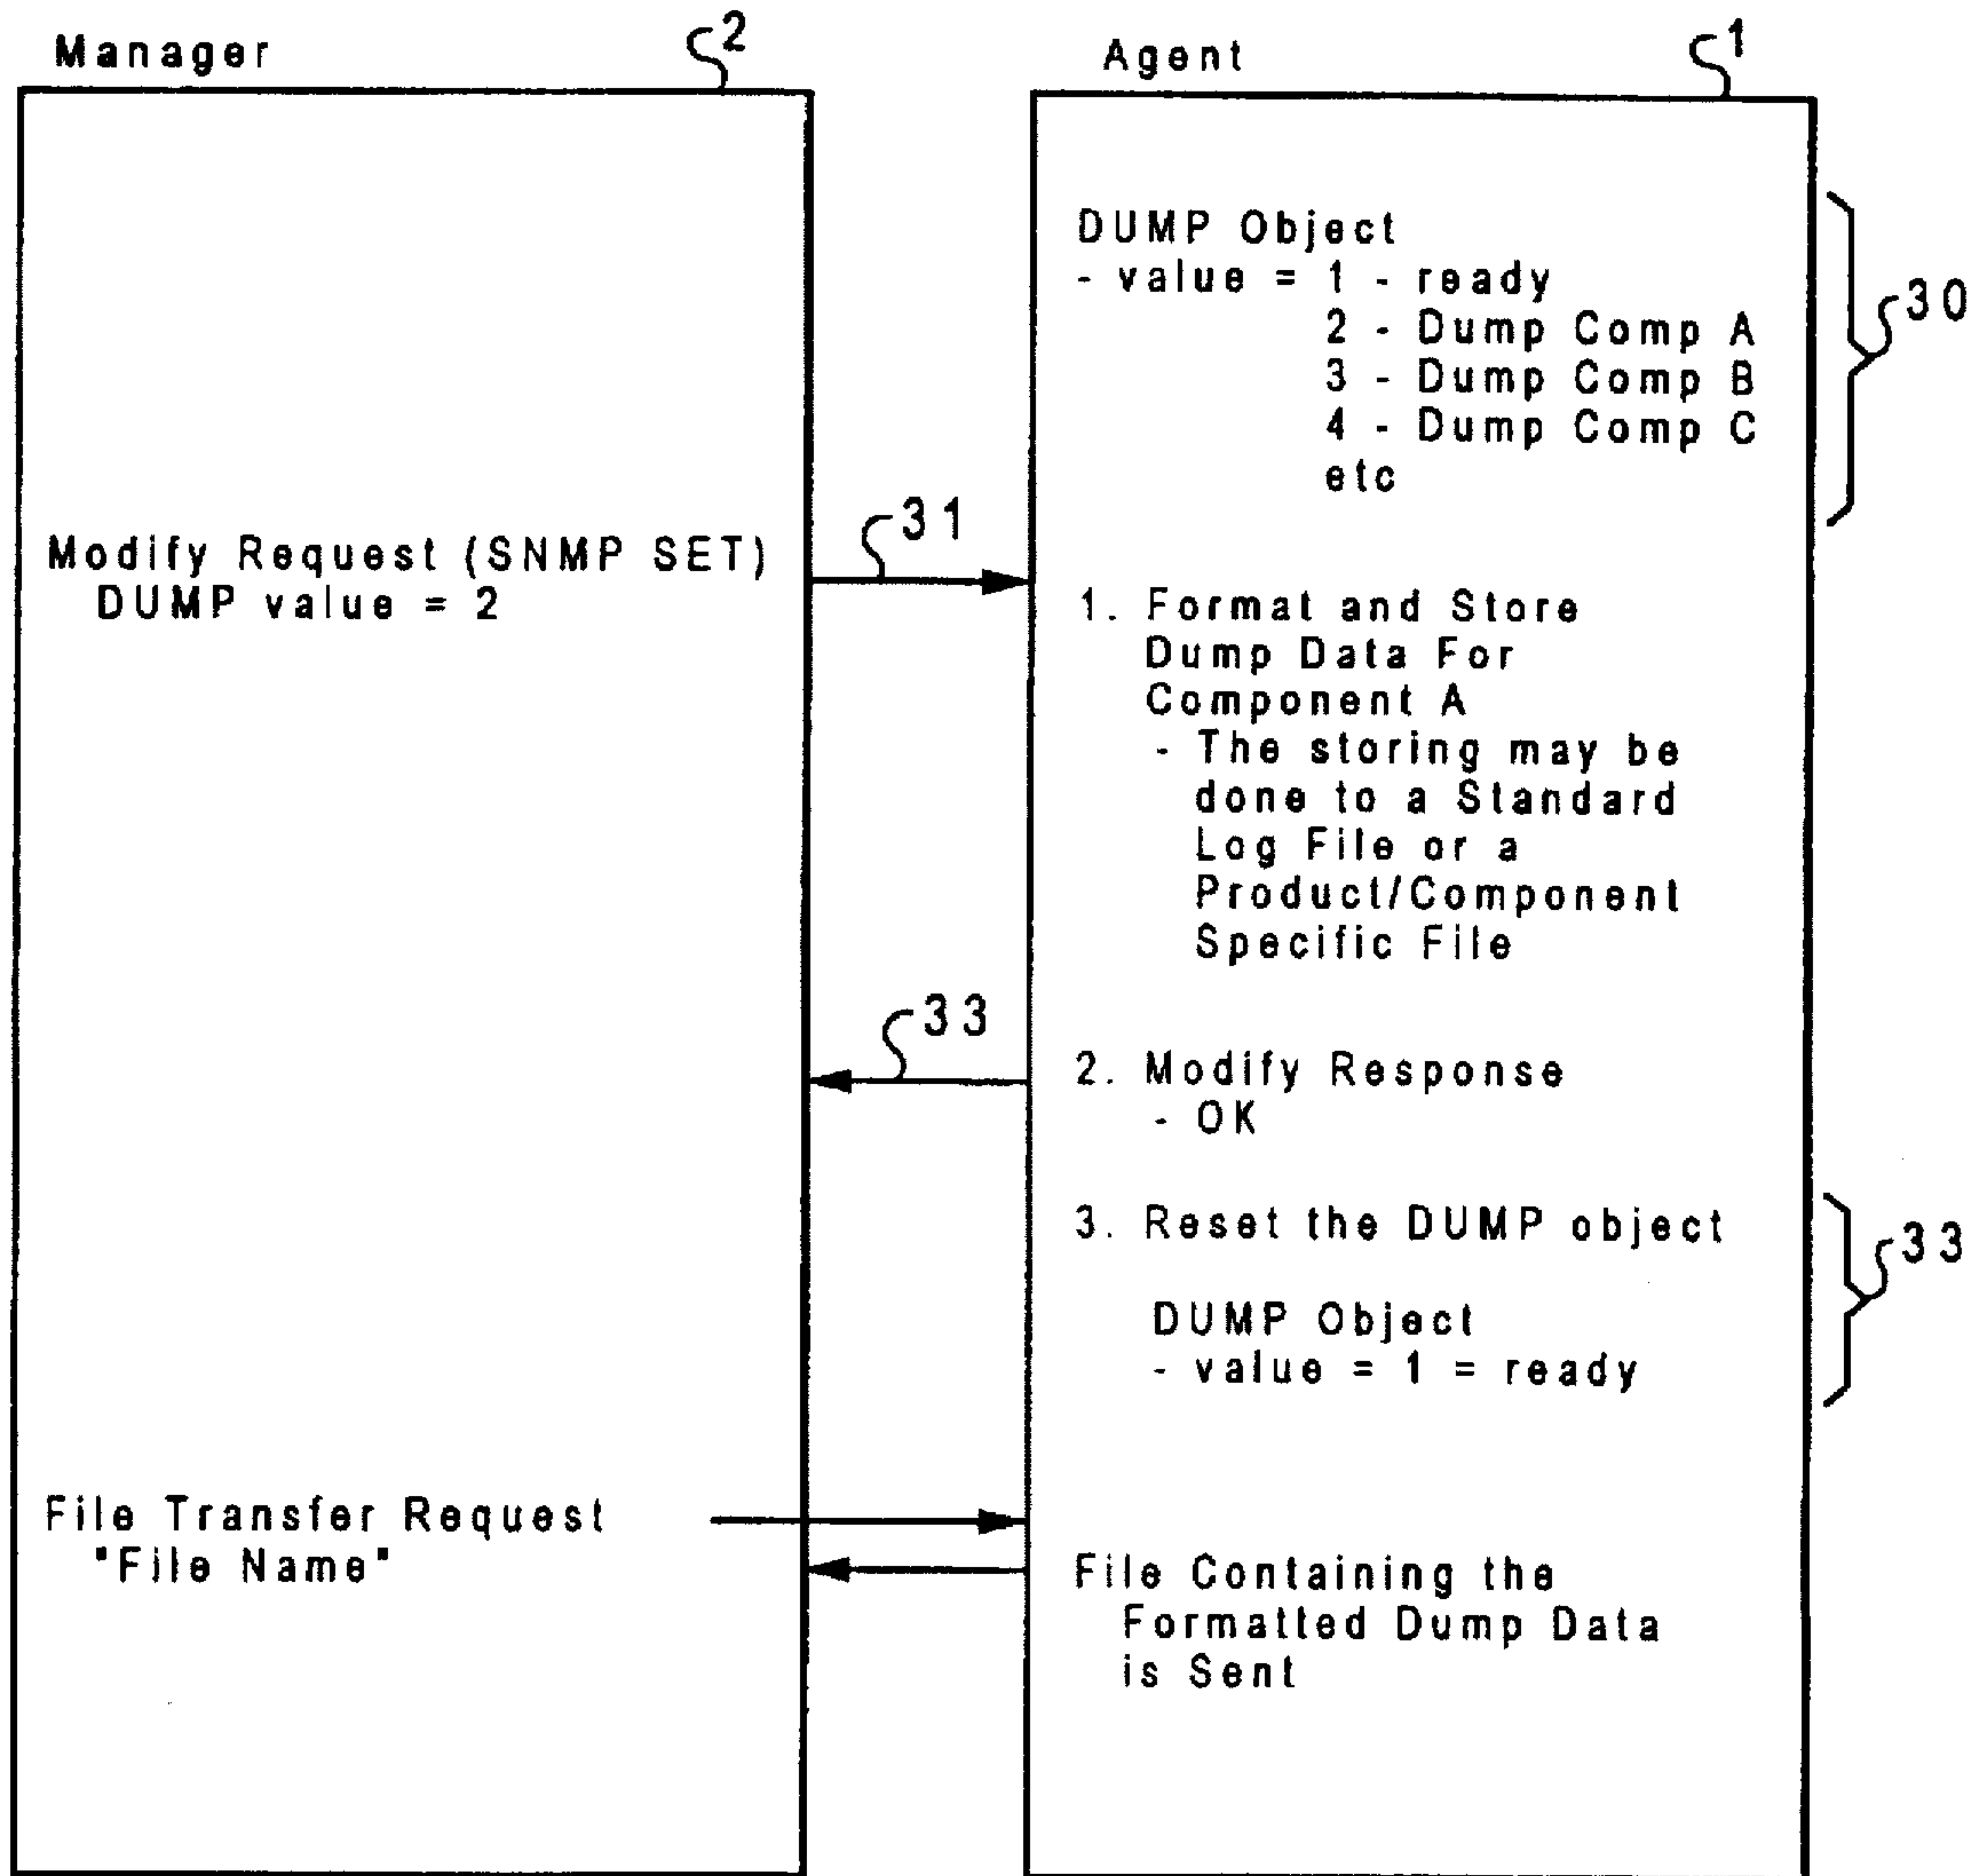 Manager
2
Agent
1
DUMP Object
- value = 1 - ready
2 - Dump Comp A
3 - Dump Comp B
4 - Dump Comp C
etc
30
Modify Request (SNMP SET)
DUMP value = 2
31
1. Format and Store
Dump Data For
Component A
- The storing may be
done to a Standard
Log File or a
Product/Component
Specific File
33
2. Modify Response
- OK
3. Reset the DUMP object
DUMP Object
- value = 1 = ready
33
File Transfer Request
"File Name"
File Containing the
Formatted Dump Data
is Sent